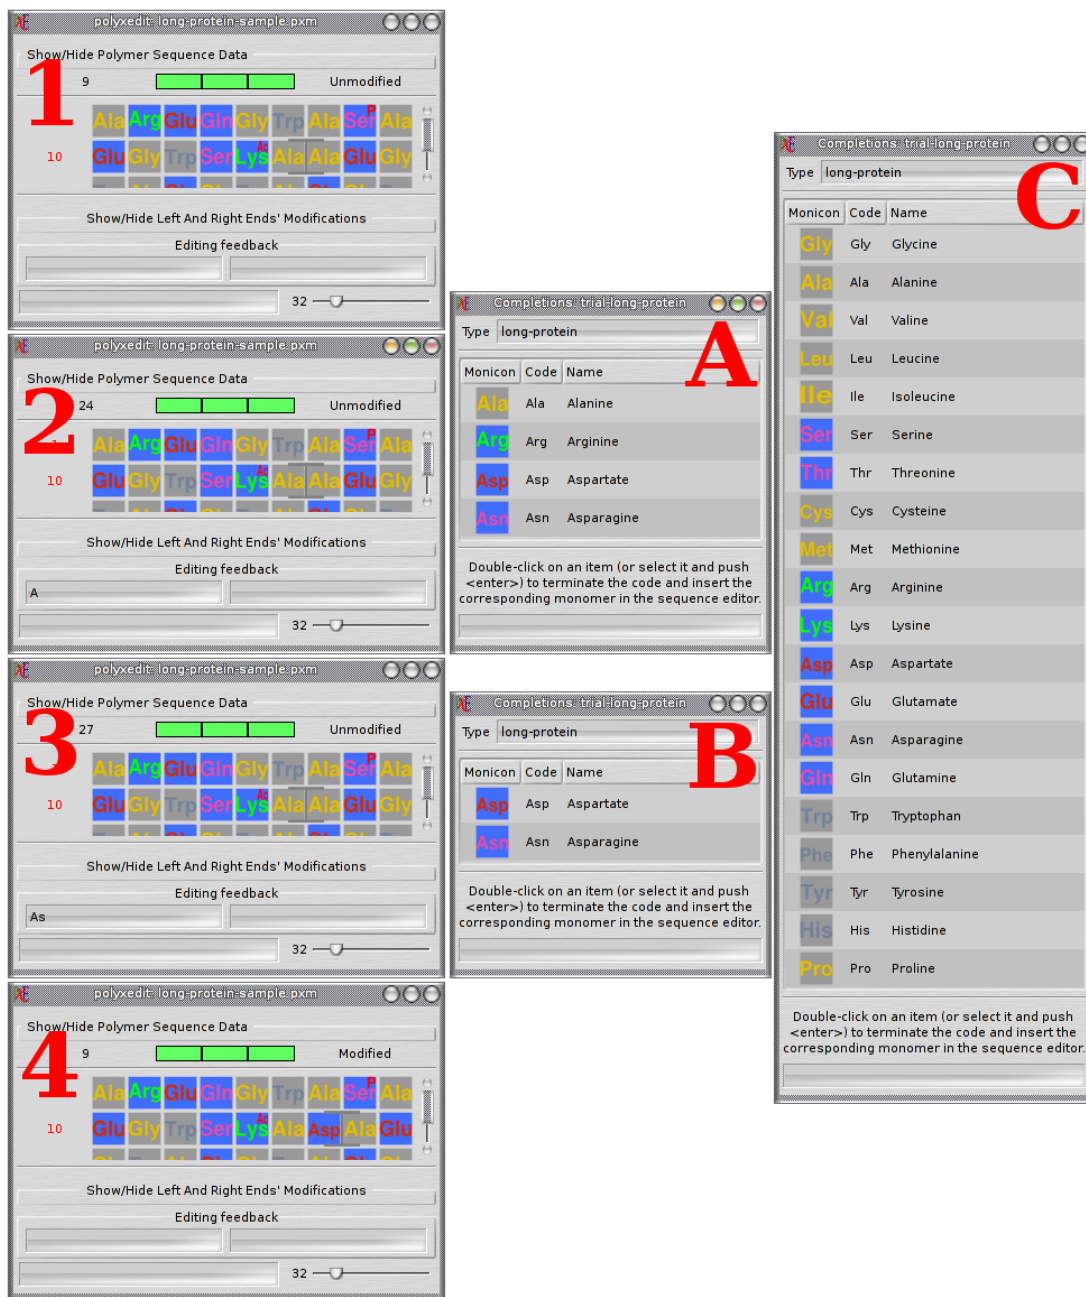 polyxedit: long-protein-sample.pxm
Show/Hide Polymer Sequence Data
1
9 Unmodified
Ala Arg Glu Gln Gly Trp Ala Ser P Ala
10 Glu Gly Trp Ser Lys Ac Ala Ala Glu Gly
Show/Hide Left And Right Ends' Modifications
Editing feedback
32
polyxedit: long-protein-sample.pxm
Show/Hide Polymer Sequence Data
2
24 Unmodified
Ala Arg Glu Gln Gly Trp Ala Ser P Ala
10 Glu Gly Trp Ser Lys Ac Ala Ala Glu Gly
Show/Hide Left And Right Ends' Modifications
Editing feedback
A
32
polyxedit: long-protein-sample.pxm
Show/Hide Polymer Sequence Data
3
27 Unmodified
Ala Arg Glu Gln Gly Trp Ala Ser P Ala
10 Glu Gly Trp Ser Lys Ac Ala Ala Glu Gly
Show/Hide Left And Right Ends' Modifications
Editing feedback
As
32
polyxedit: long-protein-sample.pxm
Show/Hide Polymer Sequence Data
4
9 Modified
Ala Arg Glu Gln Gly Trp Ala Ser P Ala
10 Glu Gly Trp Ser Lys Ac Ala Asp Ala Glu
Show/Hide Left And Right Ends' Modifications
Editing feedback
32
Completions: trial-long-protein
A
Type long-protein
Monicon Code Name
Ala Ala Alanine
Arg Arg Arginine
Asp Asp Aspartate
Asn Asn Asparagine
Double-click on an item (or select it and push
<enter>) to terminate the code and insert the
corresponding monomer in the sequence editor.
Completions: trial-long-protein
B
Type long-protein
Monicon Code Name
Asp Asp Aspartate
Asn Asn Asparagine
Double-click on an item (or select it and push
<enter>) to terminate the code and insert the
corresponding monomer in the sequence editor.
Completions: trial-long-protein
C
Type long-protein
Monicon Code Name
Gly Gly Glycine
Ala Ala Alanine
Val Val Valine
Leu Leu Leucine
Ile Ile Isoleucine
Ser Ser Serine
Thr Thr Threonine
Cys Cys Cysteine
Met Met Methionine
Arg Arg Arginine
Lys Lys Lysine
Asp Asp Aspartate
Glu Glu Glutamate
Asn Asn Asparagine
Gln Gln Glutamine
Trp Trp Tryptophan
Phe Phe Phenylalanine
Tyr Tyr Tyrosine
His His Histidine
Pro Pro Proline
Double-click on an item (or select it and push
<enter>) to terminate the code and insert the
corresponding monomer in the sequence editor.